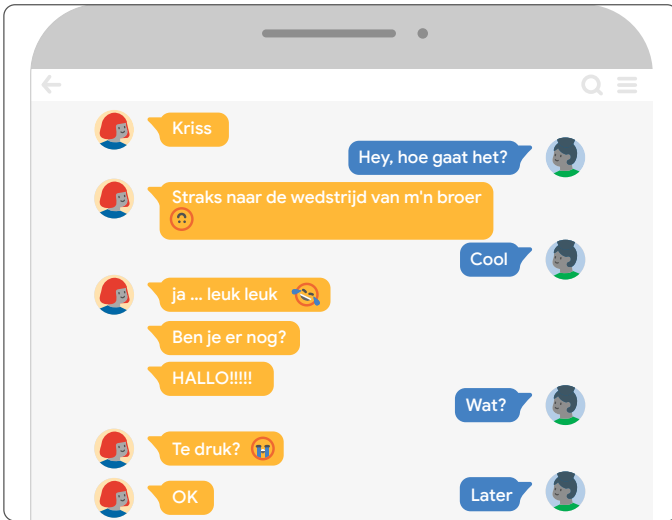 Kriss
Hey, hoe gaat het?
Straks naar de wedstrijd van m'n broer
Cool
ja ... leuk leuk
Ben je er nog?
HALLO!!!!!
Wat?
Te druk?
Later
OK